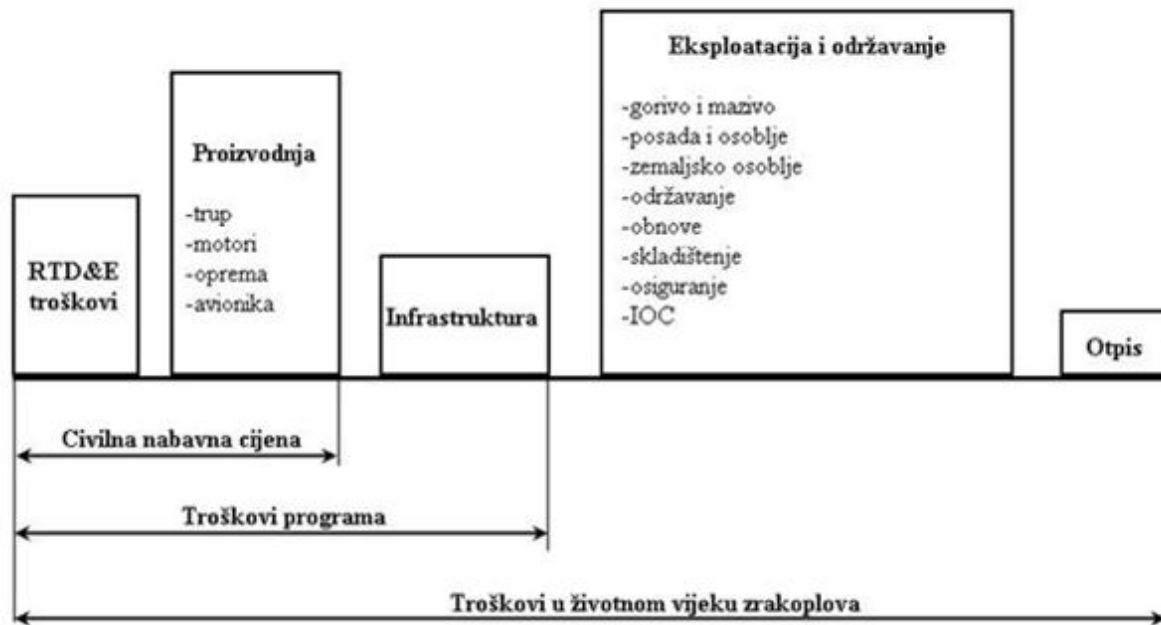 RTD&E
troškovi
Proizvodnja
-trup
-motori
-oprema
-avionika
Infrastruktura
Eksploatacija i održavanje
-gorivo i mazivo
-posada i osoblje
-zemaljsko osoblje
-održavanje
-obnove
-skladištenje
-osiguranje
-IOC
Otpis
Civilna nabavna cijena
Troškovi programa
Troškovi u životnom vijeku zrakoplova